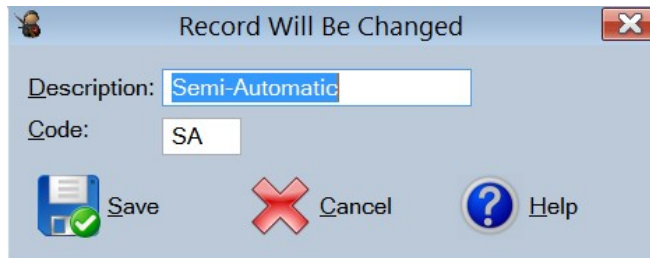 Record Will Be Changed
Description: Semi-Automatic
Code: SA
Save Cancel Help